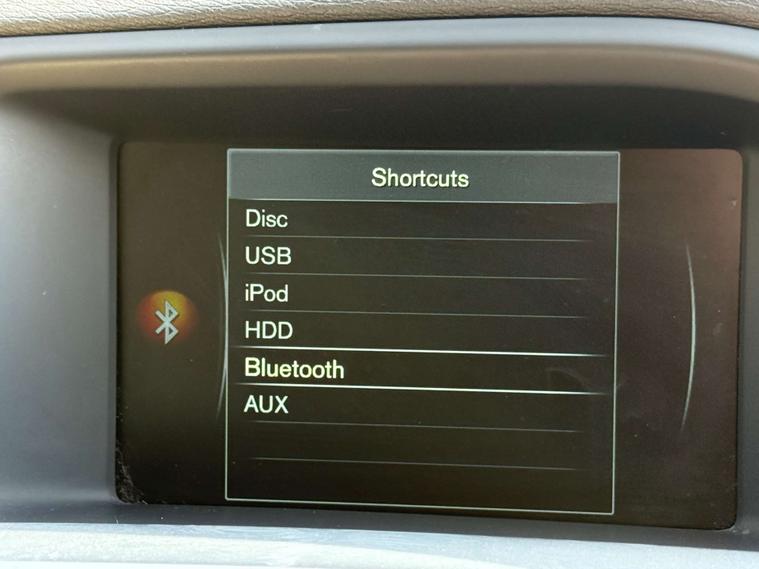 Shortcuts
Disc
USB
iPod
HDD
Bluetooth
AUX